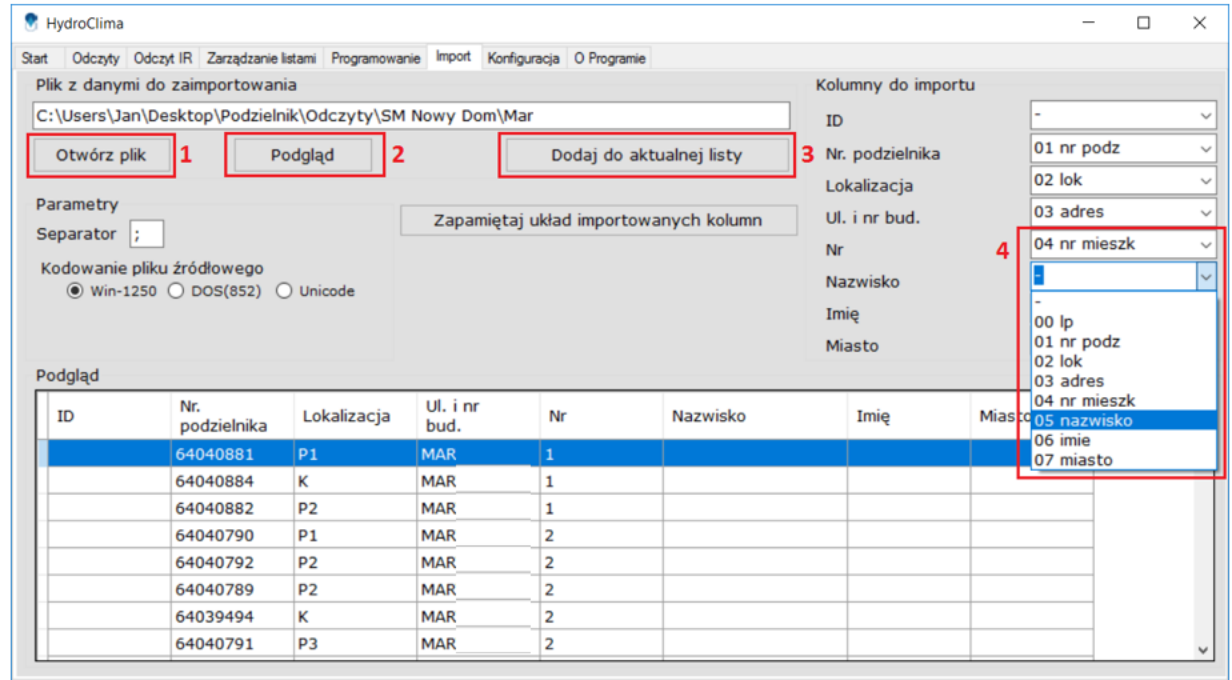 HydroClima
Start Odczyty Odczyt IR Zarządzanie listami Programowanie Import Konfiguracja O Programie
Plik z danymi do zaimportowania
C:\Users\Jan\Desktop\Podzielnik\Odczyty\SM Nowy Dom\Mar
Otwórz plik 1 Podgląd 2 Dodaj do aktualnej listy 3
Parametry
Separator ;
Zapamiętaj układ importowanych kolumn
Kodowanie pliku źródłowego
Win-1250 DOS(852) Unicode
Kolumny do importu
ID -
Nr. podzielnika 01 nr podz
Lokalizacja 02 lok
Ul. i nr bud. 03 adres
Nr 4 04 nr mieszk
Nazwisko -
Imię
Miasto
-
00 lp
01 nr podz
02 lok
03 adres
04 nr mieszk
05 nazwisko
06 imie
07 miasto
Podgląd
ID Nr. podzielnika Lokalizacja Ul. i nr bud. Nr Nazwisko Imię Miasto
64040881 P1 MAR 1
64040884 K MAR 1
64040882 P2 MAR 1
64040790 P1 MAR 2
64040792 P2 MAR 2
64040789 P2 MAR 2
64039494 K MAR 2
64040791 P3 MAR 2